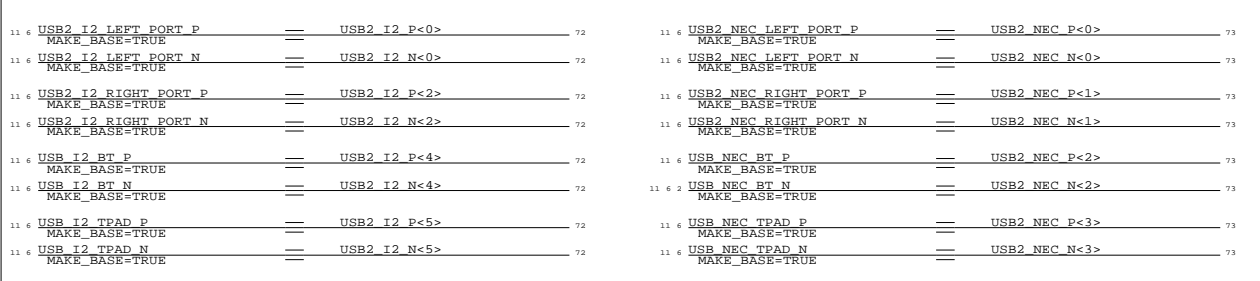 11 6 USB2_I2_LEFT_PORT_P USB2_I2_P<0> 72
MAKE_BASE=TRUE
11 6 USB2_I2_LEFT_PORT_N USB2_I2_N<0> 72
MAKE_BASE=TRUE
11 6 USB2_I2_RIGHT_PORT_P USB2_I2_P<2> 72
MAKE_BASE=TRUE
11 6 USB2_I2_RIGHT_PORT_N USB2_I2_N<2> 72
MAKE_BASE=TRUE
11 6 USB_I2_BT_P USB2_I2_P<4> 72
MAKE_BASE=TRUE
11 6 USB_I2_BT_N USB2_I2_N<4> 72
MAKE_BASE=TRUE
11 6 USB_I2_TPAD_P USB2_I2_P<5> 72
MAKE_BASE=TRUE
11 6 USB_I2_TPAD_N USB2_I2_N<5> 72
MAKE_BASE=TRUE
11 6 USB2_NEC_LEFT_PORT_P USB2_NEC_P<0> 73
MAKE_BASE=TRUE
11 6 USB2_NEC_LEFT_PORT_N USB2_NEC_N<0> 73
MAKE_BASE=TRUE
11 6 USB2_NEC_RIGHT_PORT_P USB2_NEC_P<1> 73
MAKE_BASE=TRUE
11 6 USB2_NEC_RIGHT_PORT_N USB2_NEC_N<1> 73
MAKE_BASE=TRUE
11 6 USB_NEC_BT_P USB2_NEC_P<2> 73
MAKE_BASE=TRUE
11 6 2 USB_NEC_BT_N USB2_NEC_N<2> 73
MAKE_BASE=TRUE
11 6 USB_NEC_TPAD_P USB2_NEC_P<3> 73
MAKE_BASE=TRUE
11 6 USB_NEC_TPAD_N USB2_NEC_N<3> 73
MAKE_BASE=TRUE